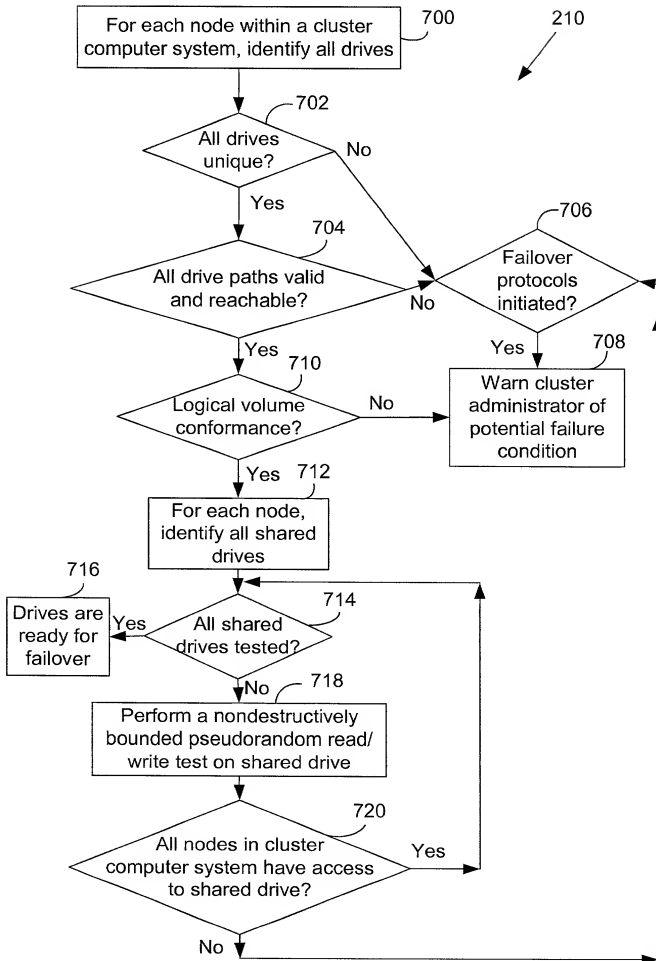 For each node within a cluster
computer system, identify all drives
700
210
702
All drives
unique?
No
Yes
704
All drive paths valid
and reachable?
No
706
Failover
protocols
initiated?
Yes
Yes
708
Warn cluster
administrator of
potential failure
condition
710
Logical volume
conformance?
No
Yes
712
For each node,
identify all shared
drives
716
Drives are
ready for
failover
Yes
714
All shared
drives tested?
No
718
Perform a nondestructively
bounded pseudorandom read/
write test on shared drive
720
All nodes in cluster
computer system have access
to shared drive?
Yes
No